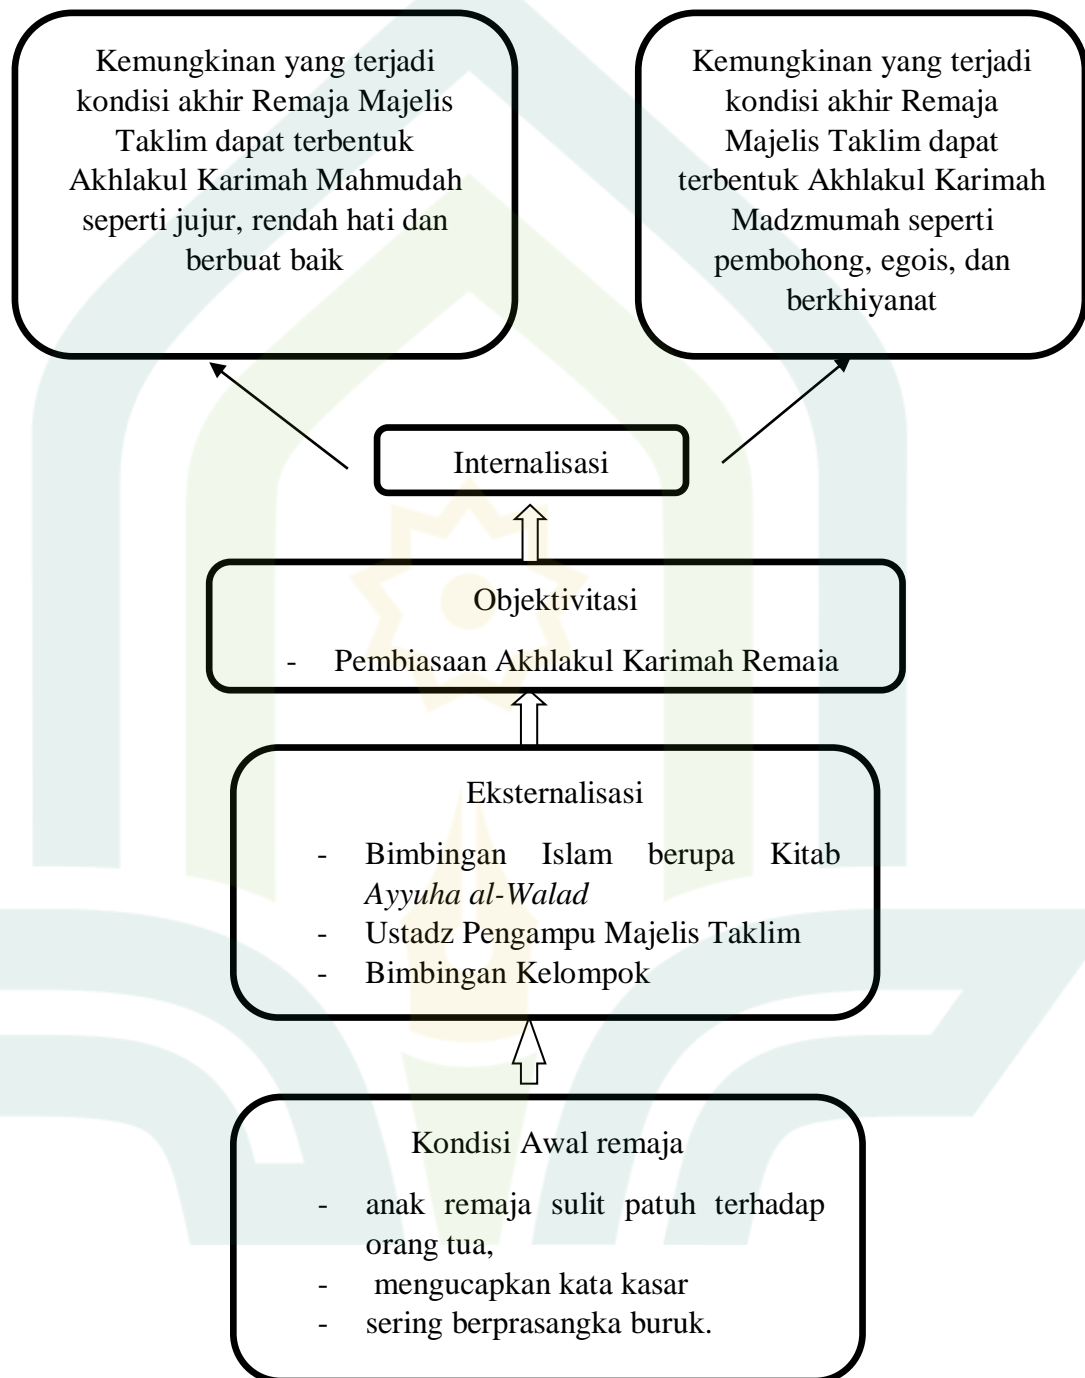 Kemungkinan yang terjadi
kondisi akhir Remaja Majelis
Taklim dapat terbentuk
Akhlakul Karimah Mahmudah
seperti jujur, rendah hati dan
berbuat baik
Kemungkinan yang terjadi
kondisi akhir Remaja
Majelis Taklim dapat
terbentuk Akhlakul Karimah
Madzmumah seperti
pembohong, egois, dan
berkhiyanat
Internalisasi
Objektivitasi
- Pembiasaan Akhlakul Karimah Remaja
Eksternalisasi
- Bimbingan Islam berupa Kitab
Ayyuha al-Walad
- Ustadz Pengampu Majelis Taklim
- Bimbingan Kelompok
Kondisi Awal remaja
- anak remaja sulit patuh terhadap
orang tua,
- mengucapkan kata kasar
- sering berprasangka buruk.